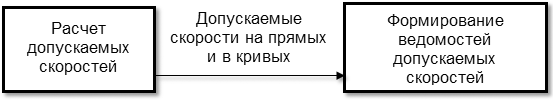 Расчет
допускаемых
скоростей
Допускаемые
скорости на прямых
и в кривых
Формирование
ведомостей
допускаемых
скоростей